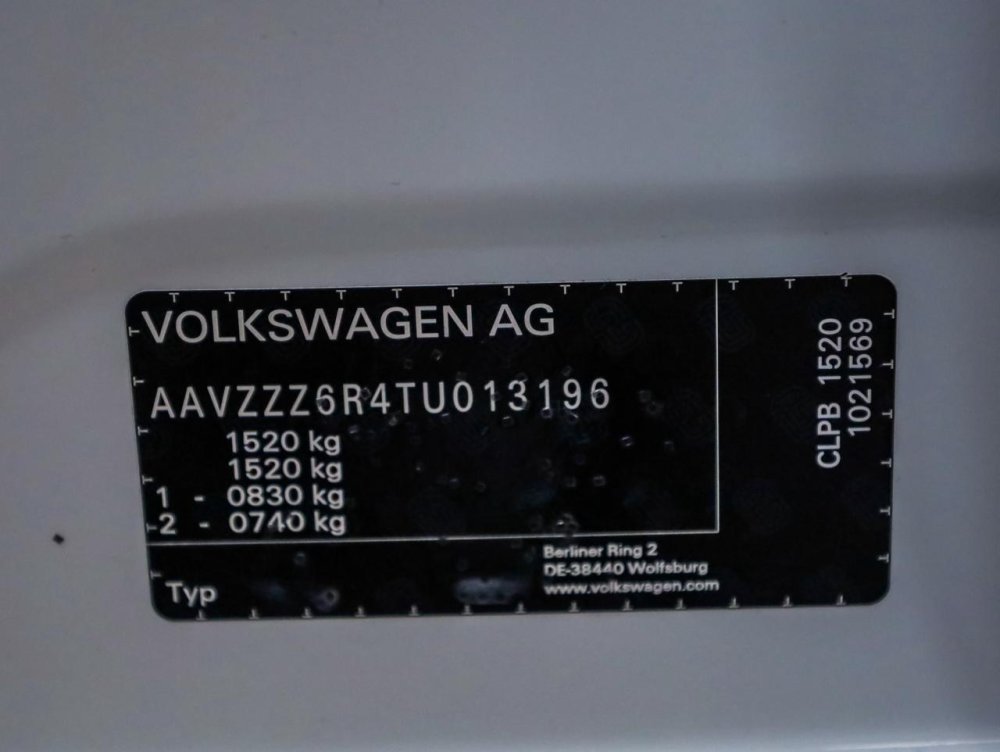 VOLKSWAGEN AG
AAVZZZ6R4TU013196
1520 kg
1520 kg
1 - 0830 kg
2 - 0740 kg
Typ
Berliner Ring 2
DE-38440 Wolfsburg
www.volkswagen.com
CLPB 1520
1021569